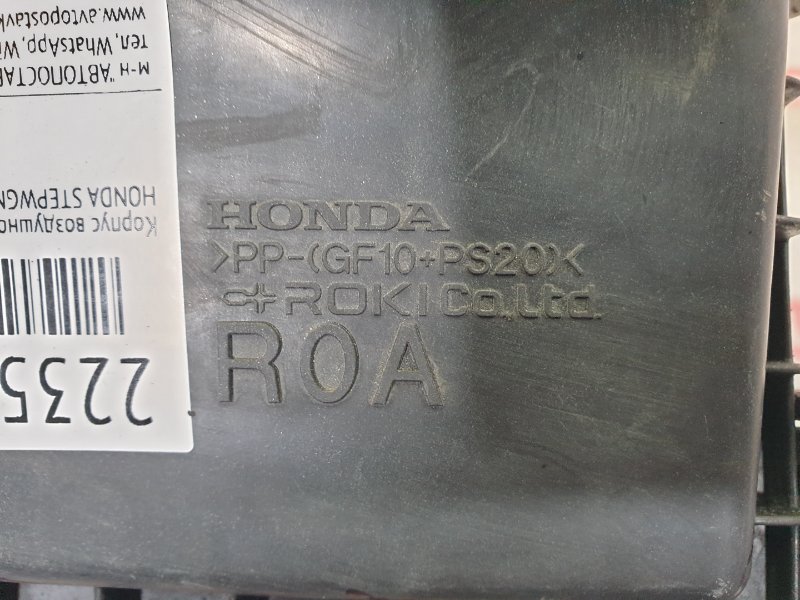 HONDA
>PP-(GF10+PS20)<
ROKI Co.,Ltd.
R0A
2235
Корпус воздушно
HONDA STEPWGN
м-н "АВТОПОСТАВ
тел, WhatsApp,
www.avtopostavk